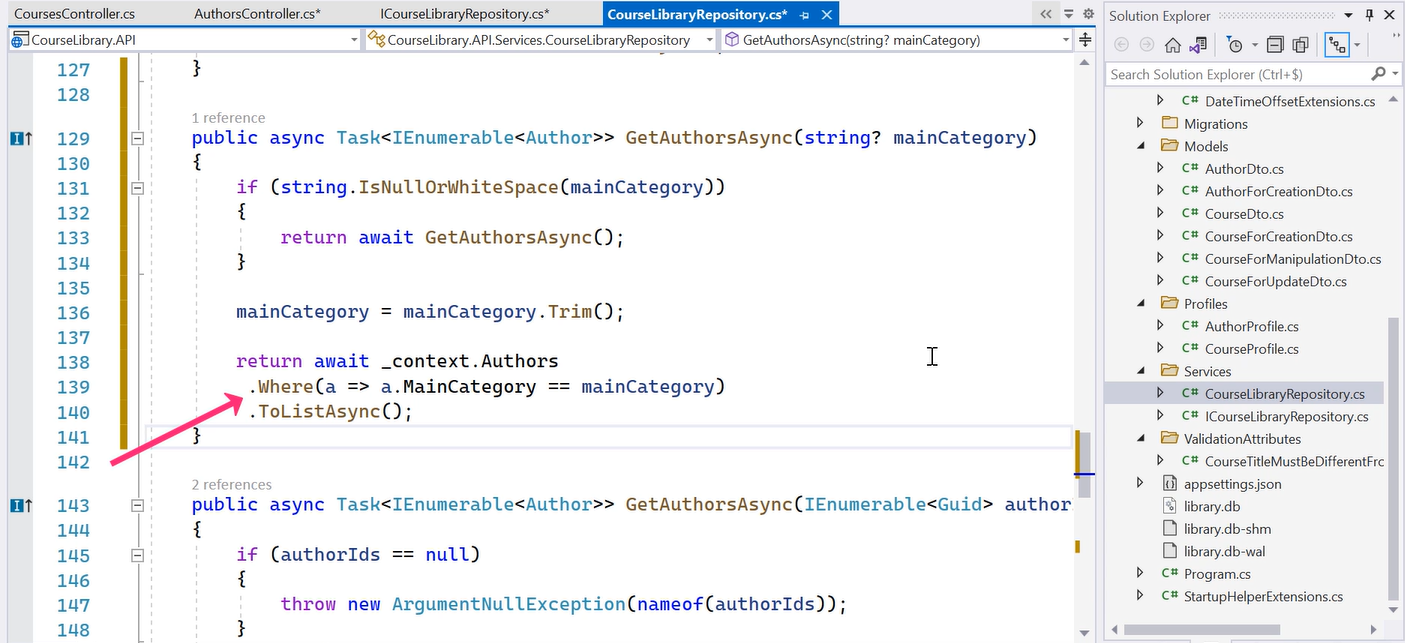 CoursesController.cs
AuthorsController.cs*
ICourseLibraryRepository.cs*
CourseLibraryRepository.cs*
CourseLibrary.API
CourseLibrary.API.Services.CourseLibraryRepository
GetAuthorsAsync(string? mainCategory)
127 }
128
1 reference
129 public async Task<IEnumerable<Author>> GetAuthorsAsync(string? mainCategory)
130 {
131 if (string.IsNullOrWhiteSpace(mainCategory))
132 {
133 return await GetAuthorsAsync();
134 }
135
136 mainCategory = mainCategory.Trim();
137
138 return await _context.Authors
139 .Where(a => a.MainCategory == mainCategory)
140 .ToListAsync();
141 }
142
2 references
143 public async Task<IEnumerable<Author>> GetAuthorsAsync(IEnumerable<Guid> author
144 {
145 if (authorIds == null)
146 {
147 throw new ArgumentNullException(nameof(authorIds));
148 }
Solution Explorer
Search Solution Explorer (Ctrl+$)
C# DateTimeOffsetExtensions.cs
Migrations
Models
C# AuthorDto.cs
C# AuthorForCreationDto.cs
C# CourseDto.cs
C# CourseForCreationDto.cs
C# CourseForManipulationDto.cs
C# CourseForUpdateDto.cs
Profiles
C# AuthorProfile.cs
C# CourseProfile.cs
Services
C# CourseLibraryRepository.cs
C# ICourseLibraryRepository.cs
ValidationAttributes
C# CourseTitleMustBeDifferentFrc
appsettings.json
library.db
library.db-shm
library.db-wal
C# Program.cs
C# StartupHelperExtensions.cs